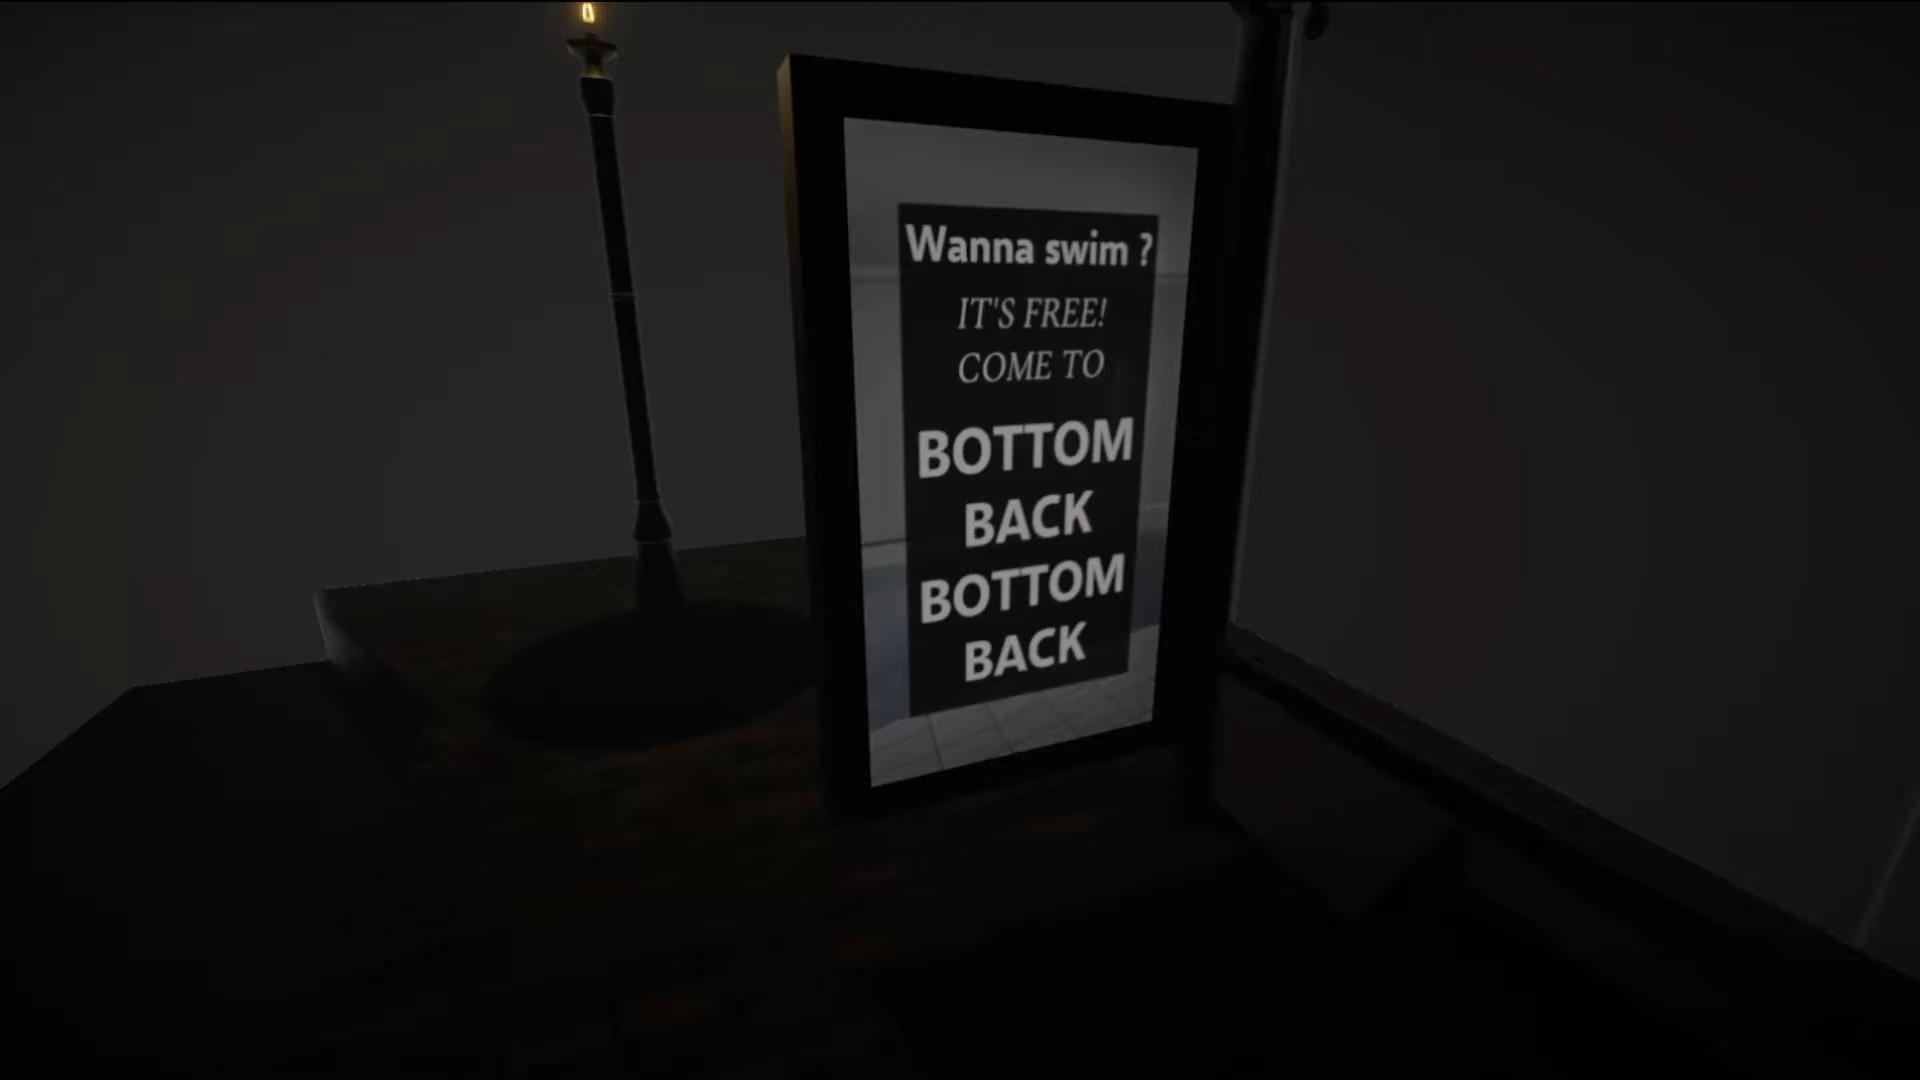 Wanna swim ?
IT'S FREE!
COME TO
BOTTOM
BACK
BOTTOM
BACK